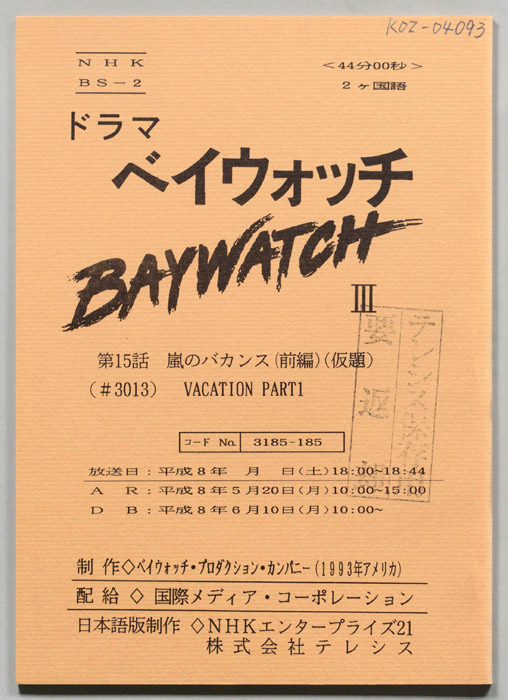 K02-04093
NHK
BS-2
<44分00秒>
2ヶ国語
ドラマ
ベイウォッチ
BAYWATCH
III
第15話 嵐のバカンス(前編)(仮題)
(#3013) VACATION PART1
コード No. 3185-185
放送日:平成8年 月 日(土)18:00~18:44
A R:平成8年5月20日(月)10:00~15:00
D B:平成8年6月10日(月)10:00~
制作◇ベイウォッチ・プロダクション・カンパニー(1993年アメリカ)
配給◇国際メディア・コーポレーション
日本語版制作◇NHKエンタープライズ21
株式会社テレシス